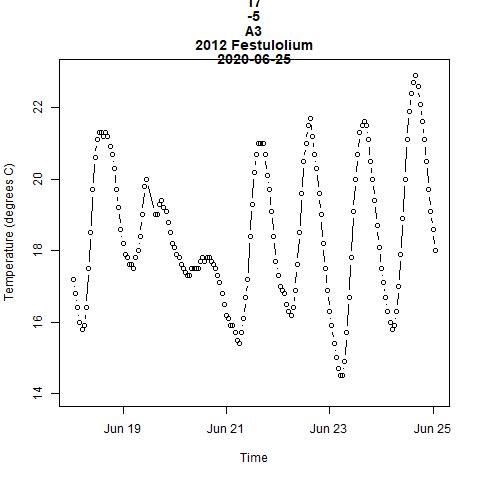 17
-5
A3
2012 Festulolium
2020-06-25
Temperature (degrees C)
22
20
18
16
14
Jun 19
Jun 21
Jun 23
Jun 25
Time